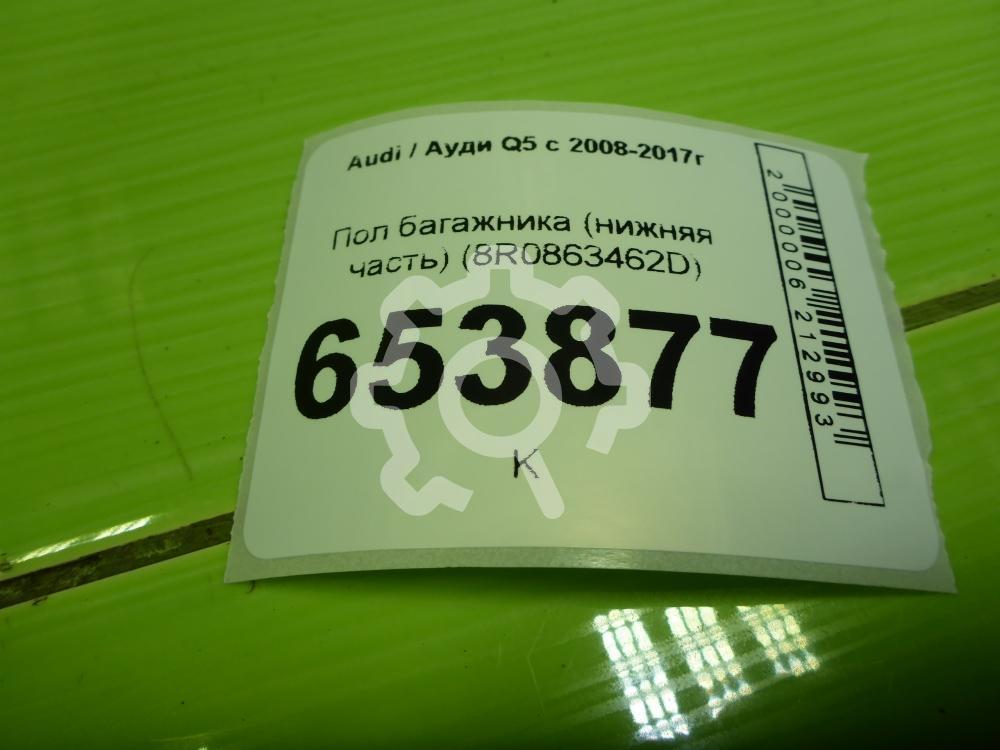 Audi / Ауди Q5 с 2008-2017г
Пол багажника (нижняя
часть) (8R0863462D)
653877
К
2000006212993